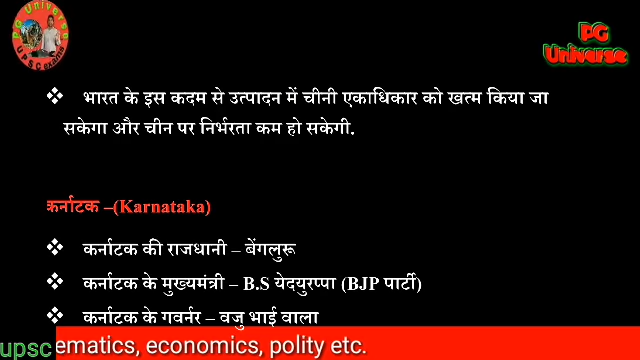 PG Universe
UPSC exams
PG
Universe
❖ भारत के इस कदम से उत्पादन में चीनी एकाधिकार को खत्म किया जा
सकेगा और चीन पर निर्भरता कम हो सकेगी.
कर्नाटक –(Karnataka)
❖ कर्नाटक की राजधानी – बेंगलुरू
❖ कर्नाटक के मुख्यमंत्री – B.S येदयुरप्पा (BJP पार्टी)
❖ कर्नाटक के गवर्नर – वजु भाई वाला
upsc ematics, economics, polity etc.